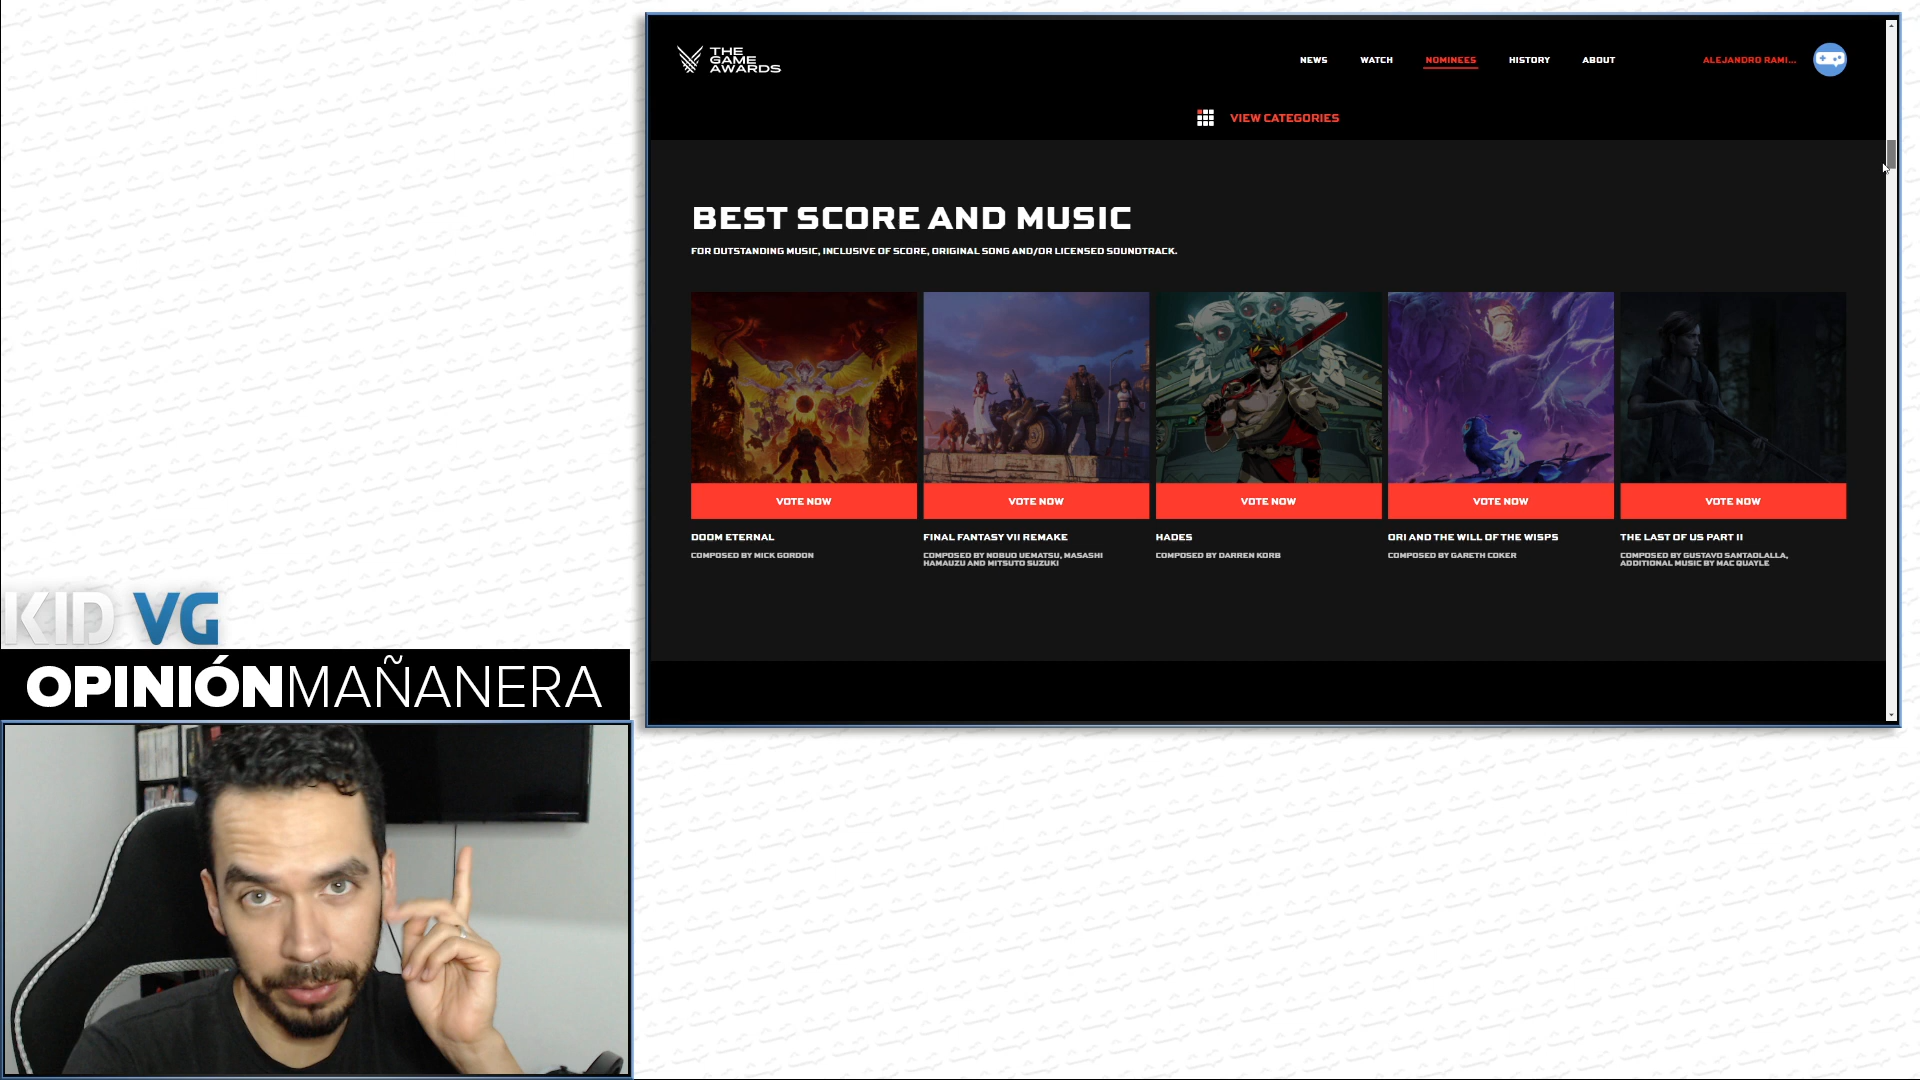 THE
GAME
AWARDS
NEWS WATCH NOMINEES HISTORY ABOUT ALEJANDRO RAMI...
VIEW CATEGORIES
BEST SCORE AND MUSIC
FOR OUTSTANDING MUSIC, INCLUSIVE OF SCORE, ORIGINAL SONG AND/OR LICENSED SOUNDTRACK.
VOTE NOW VOTE NOW VOTE NOW VOTE NOW VOTE NOW
DOOM ETERNAL
COMPOSED BY MICK GORDON
FINAL FANTASY VII REMAKE
COMPOSED BY NOBUO UEMATSU, MASASHI
HAMAUZU AND MITSUTO SUZUKI
HADES
COMPOSED BY DARREN KORB
ORI AND THE WILL OF THE WISPS
COMPOSED BY GARETH COKER
THE LAST OF US PART II
COMPOSED BY GUSTAVO SANTAOLALLA,
ADDITIONAL MUSIC BY MAC QUAYLE
KID VG
OPINIÓNMAÑANERA